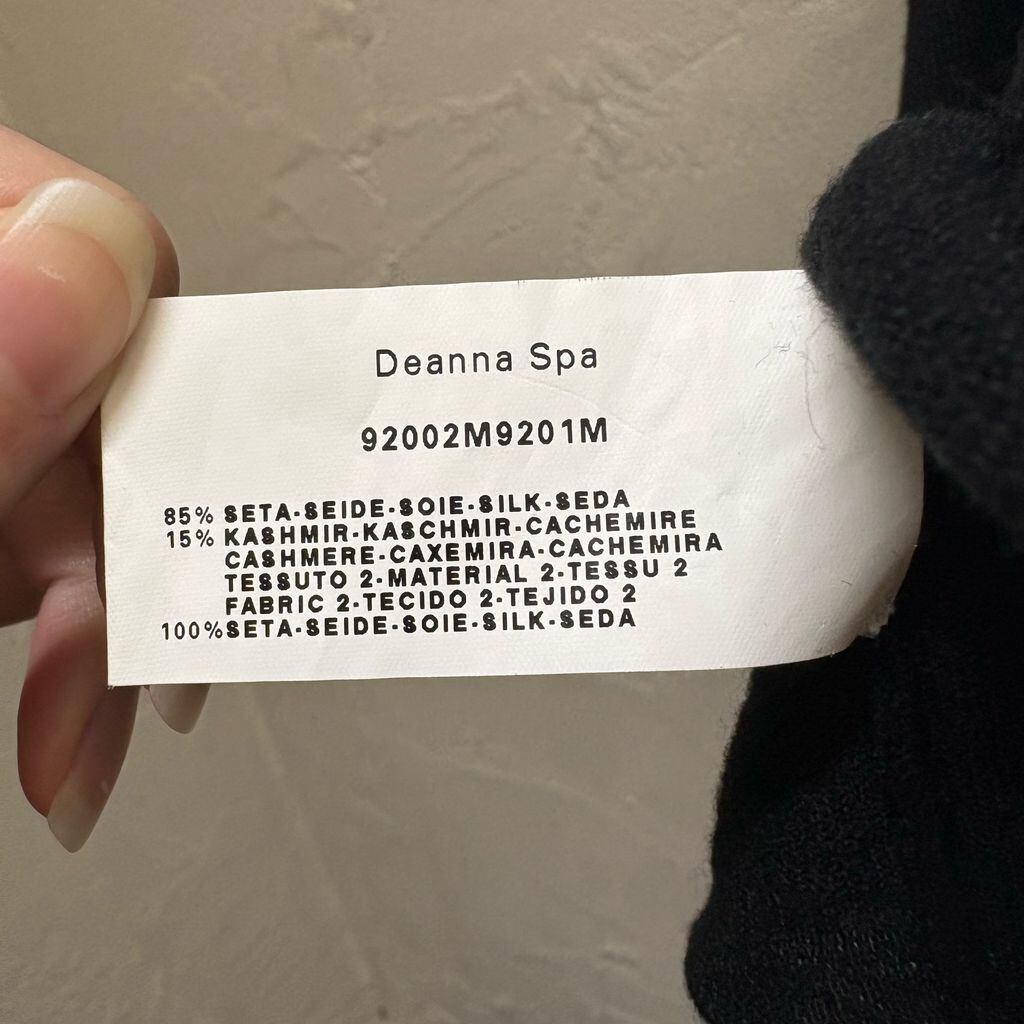 Deanna Spa
92002M9201M
85% SETA-SEIDE-SOIE-SILK-SEDA
15% KASHMIR-KASCHMIR-CACHEMIRE
CASHMERE-CAXEMIRA-CACHEMIRA
TESSUTO 2-MATERIAL 2-TESSU 2
FABRIC 2-TECIDO 2-TEJIDO 2
100%SETA-SEIDE-SOIE-SILK-SEDA